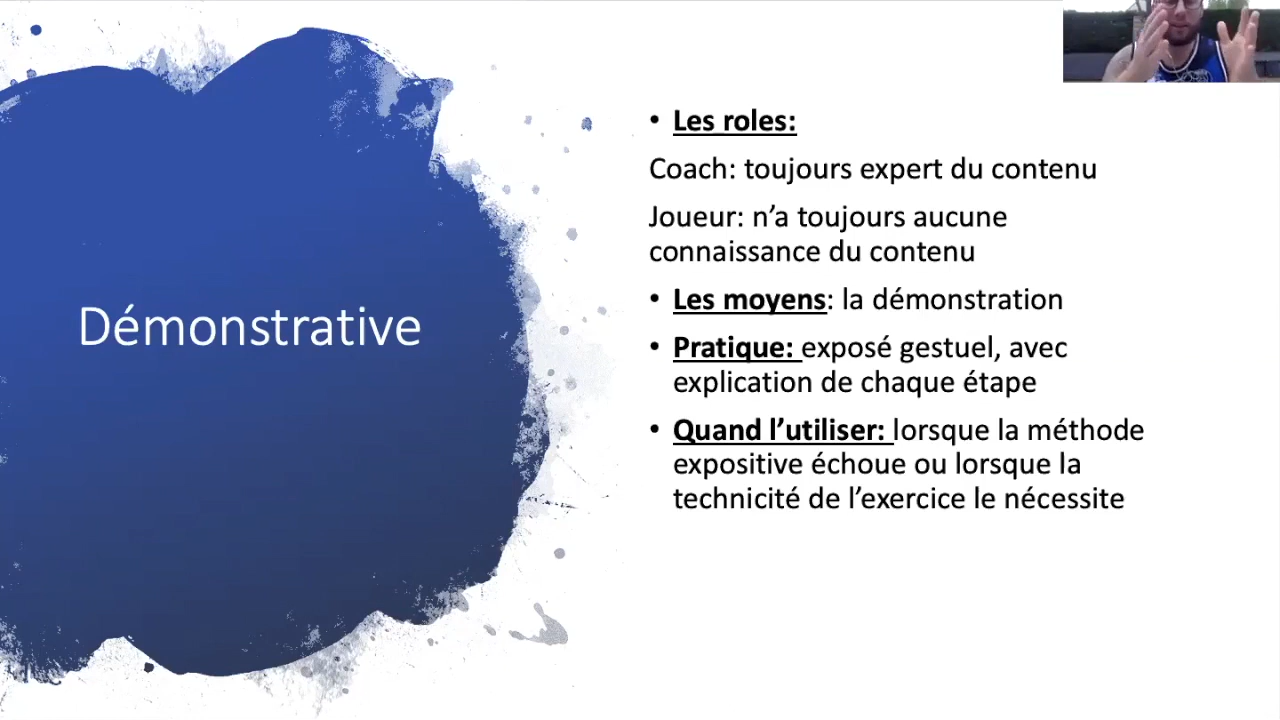 Démonstrative
• Les roles:
Coach: toujours expert du contenu
Joueur: n’a toujours aucune
connaissance du contenu
• Les moyens: la démonstration
• Pratique: exposé gestuel, avec
explication de chaque étape
• Quand l’utiliser: lorsque la méthode
expositive échoue ou lorsque la
technicité de l’exercice le nécessite